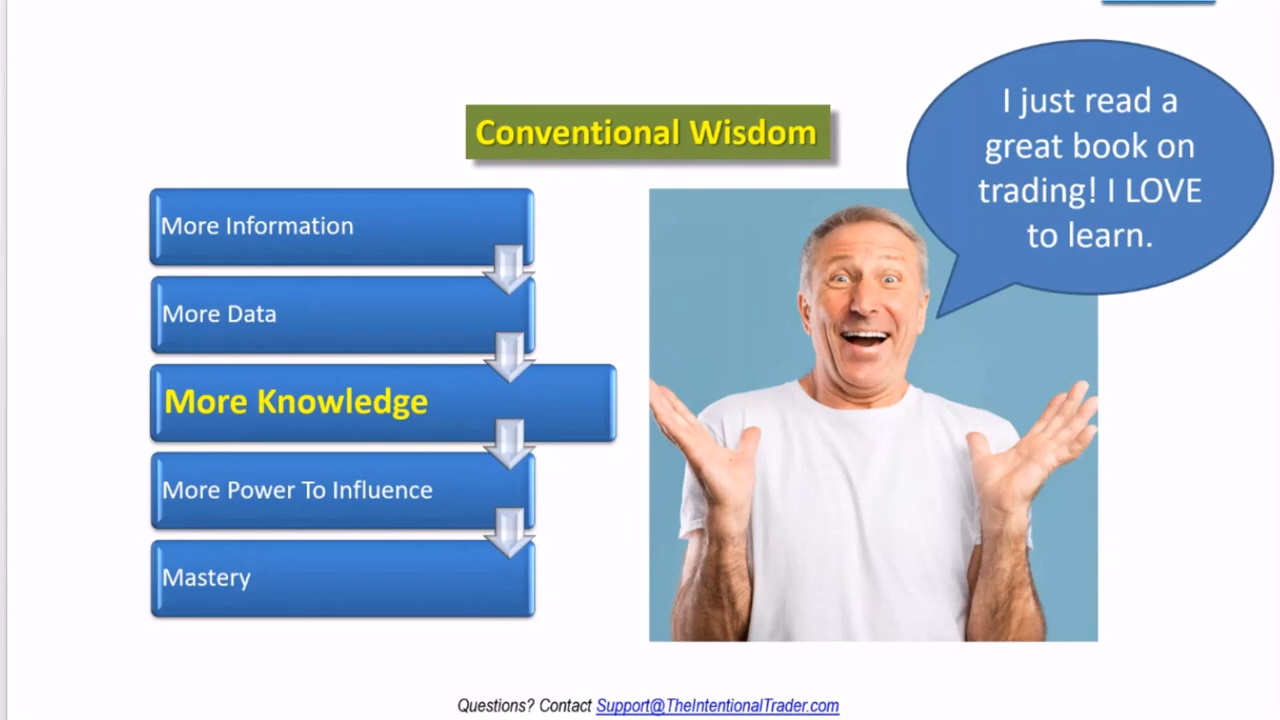 Conventional Wisdom
I just read a
great book on
trading! I LOVE
to learn.
More Information
More Data
More Knowledge
More Power To Influence
Mastery
Questions? Contact Support@TheIntentionalTrader.com